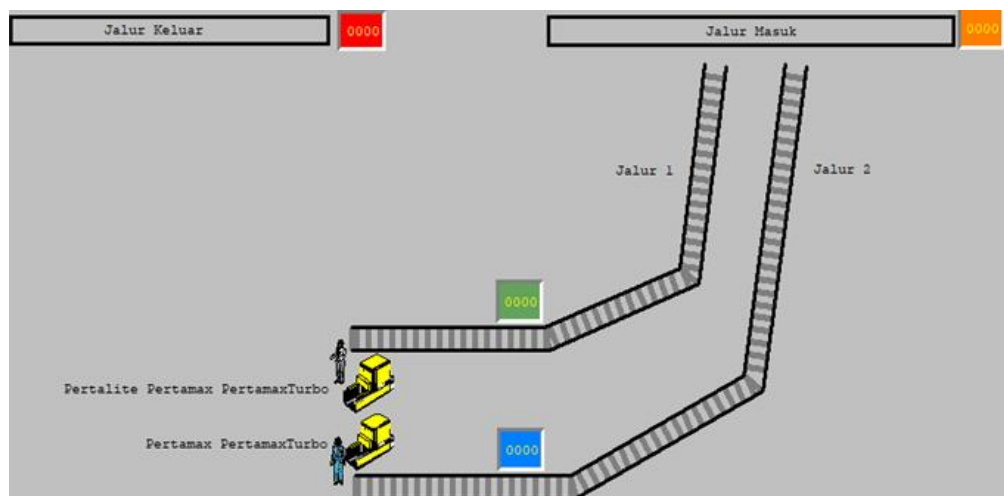 Jalur Keluar 0000 Jalur Masuk 0000
Jalur 1 Jalur 2
0000
Pertalite Pertamax PertamaxTurbo
Pertamax PertamaxTurbo
0000